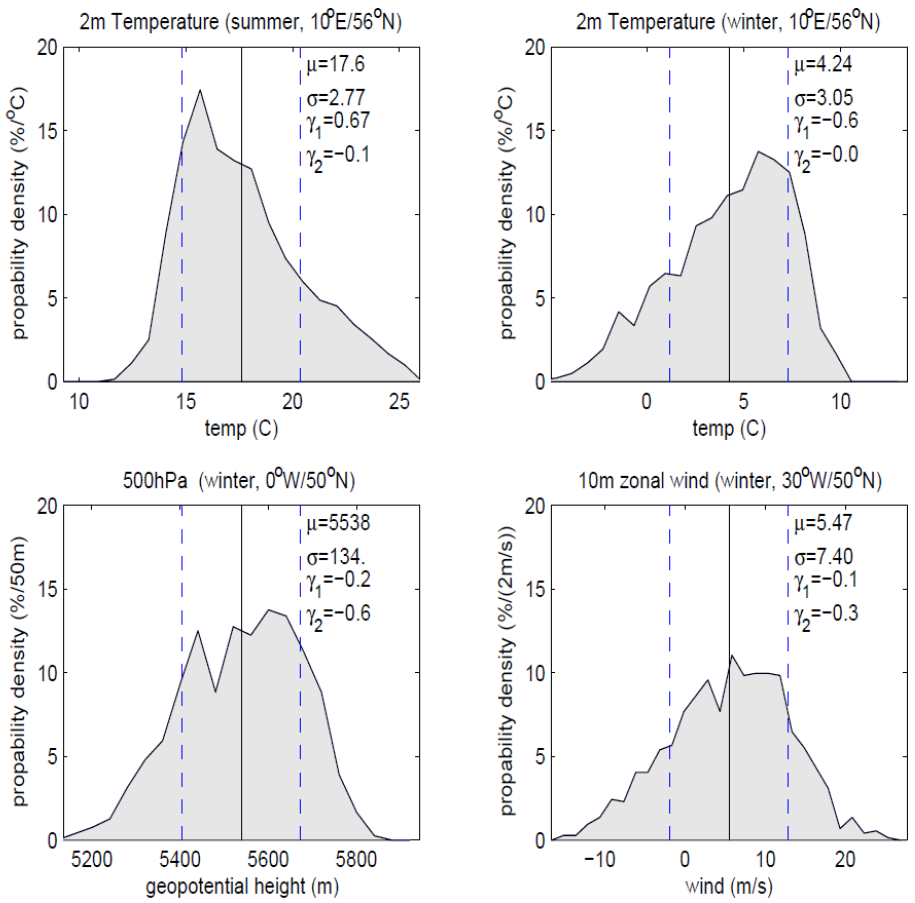 2m Temperature (summer, 10°E/56°N)
20
15
10
5
0
propability density (%/°C)
μ=17.6
σ=2.77
γ₁=0.67
γ₂=−0.1
10 15 20 25
temp (C)
2m Temperature (winter, 10°E/56°N)
20
15
10
5
0
propability density (%/°C)
μ=4.24
σ=3.05
γ₁=−0.6
γ₂=−0.0
0 5 10
temp (C)
500hPa (winter, 0°W/50°N)
20
15
10
5
0
propability density (%/50m)
μ=5538
σ=134.
γ₁=−0.2
γ₂=−0.6
5200 5400 5600 5800
geopotential height (m)
10m zonal wind (winter, 30°W/50°N)
20
15
10
5
0
propability density (%/(2m/s))
μ=5.47
σ=7.40
γ₁=−0.1
γ₂=−0.3
−10 0 10 20
wind (m/s)